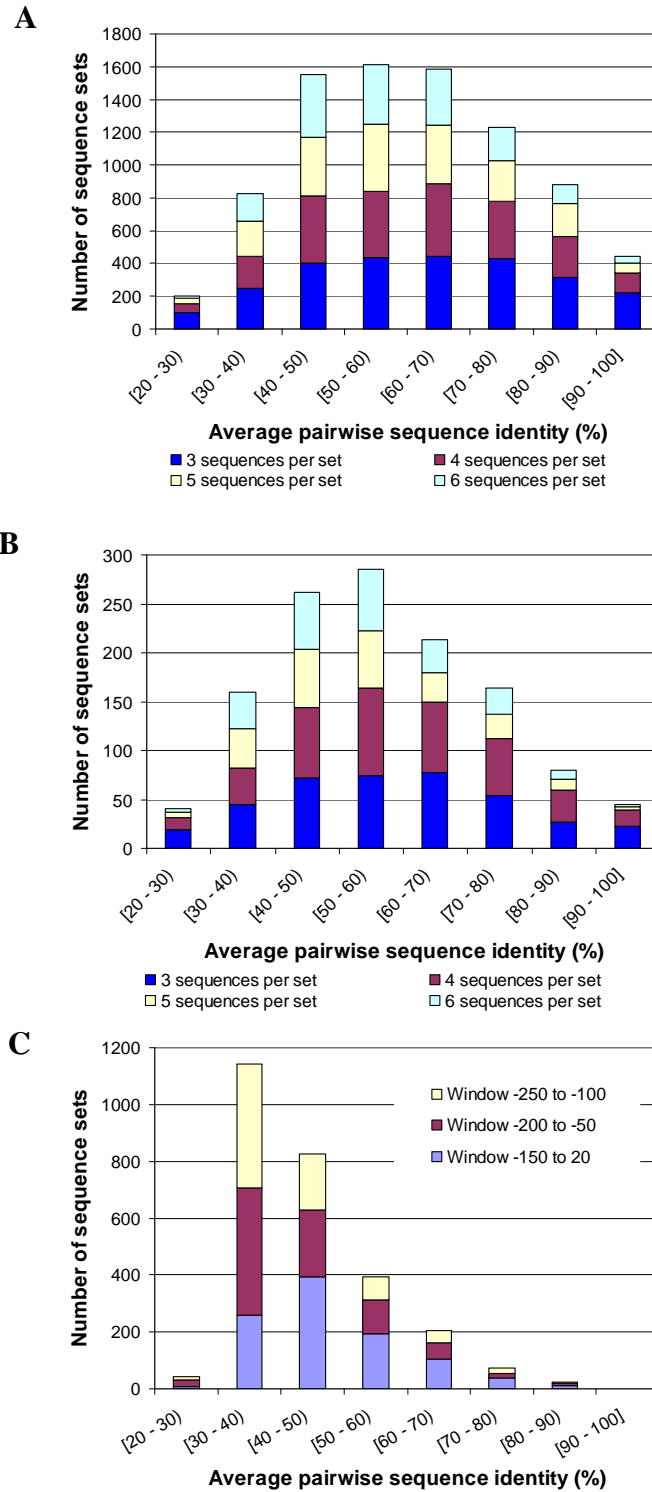 A
Number of sequence sets
1800
1600
1400
1200
1000
800
600
400
200
0
[20 - 30)
[30 - 40)
[40 - 50)
[50 - 60)
[60 - 70)
[70 - 80)
[80 - 90)
[90 - 100]
Average pairwise sequence identity (%)
3 sequences per set
4 sequences per set
5 sequences per set
6 sequences per set
B
Number of sequence sets
300
250
200
150
100
50
0
[20 - 30)
[30 - 40)
[40 - 50)
[50 - 60)
[60 - 70)
[70 - 80)
[80 - 90)
[90 - 100]
Average pairwise sequence identity (%)
3 sequences per set
4 sequences per set
5 sequences per set
6 sequences per set
C
Number of sequence sets
1200
1000
800
600
400
200
0
Window -250 to -100
Window -200 to -50
Window -150 to 20
[20 - 30)
[30 - 40)
[40 - 50)
[50 - 60)
[60 - 70)
[70 - 80)
[80 - 90)
[90 - 100]
Average pairwise sequence identity (%)